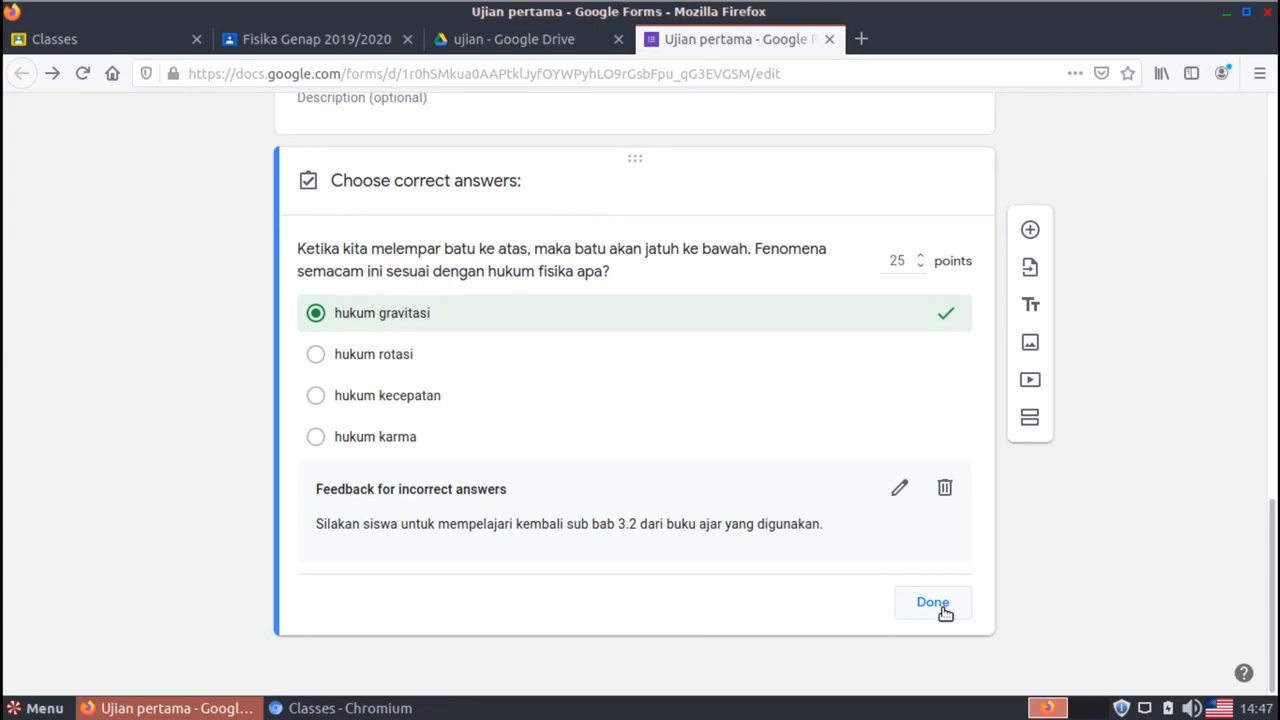 Ujian pertama - Google Forms - Mozilla Firefox
Classes
Fisika Genap 2019/2020
ujian - Google Drive
Ujian pertama - Google F
https://docs.google.com/forms/d/1r0hSMkua0AAPtklJyfOYWPyhLO9rGsbFpu_qG3EVGSM/edit
Description (optional)
Choose correct answers:
Ketika kita melempar batu ke atas, maka batu akan jatuh ke bawah. Fenomena
semacam ini sesuai dengan hukum fisika apa?
25 points
hukum gravitasi
hukum rotasi
hukum kecepatan
hukum karma
Feedback for incorrect answers
Silakan siswa untuk mempelajari kembali sub bab 3.2 dari buku ajar yang digunakan.
Done
Menu
Ujian pertama - Googl...
Classes - Chromium
14:47